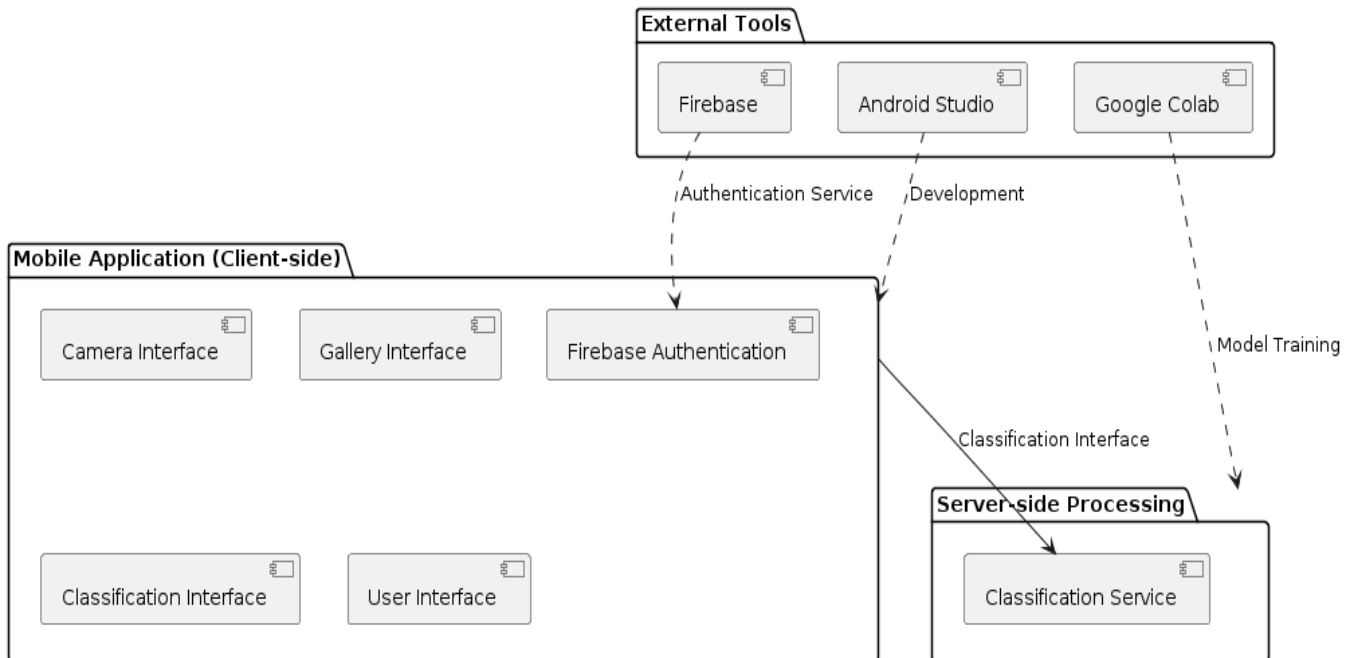 External Tools
Firebase
Android Studio
Google Colab
Authentication Service
Development
Mobile Application (Client-side)
Camera Interface
Gallery Interface
Firebase Authentication
Model Training
Classification Interface
Server-side Processing
Classification Interface
User Interface
Classification Service